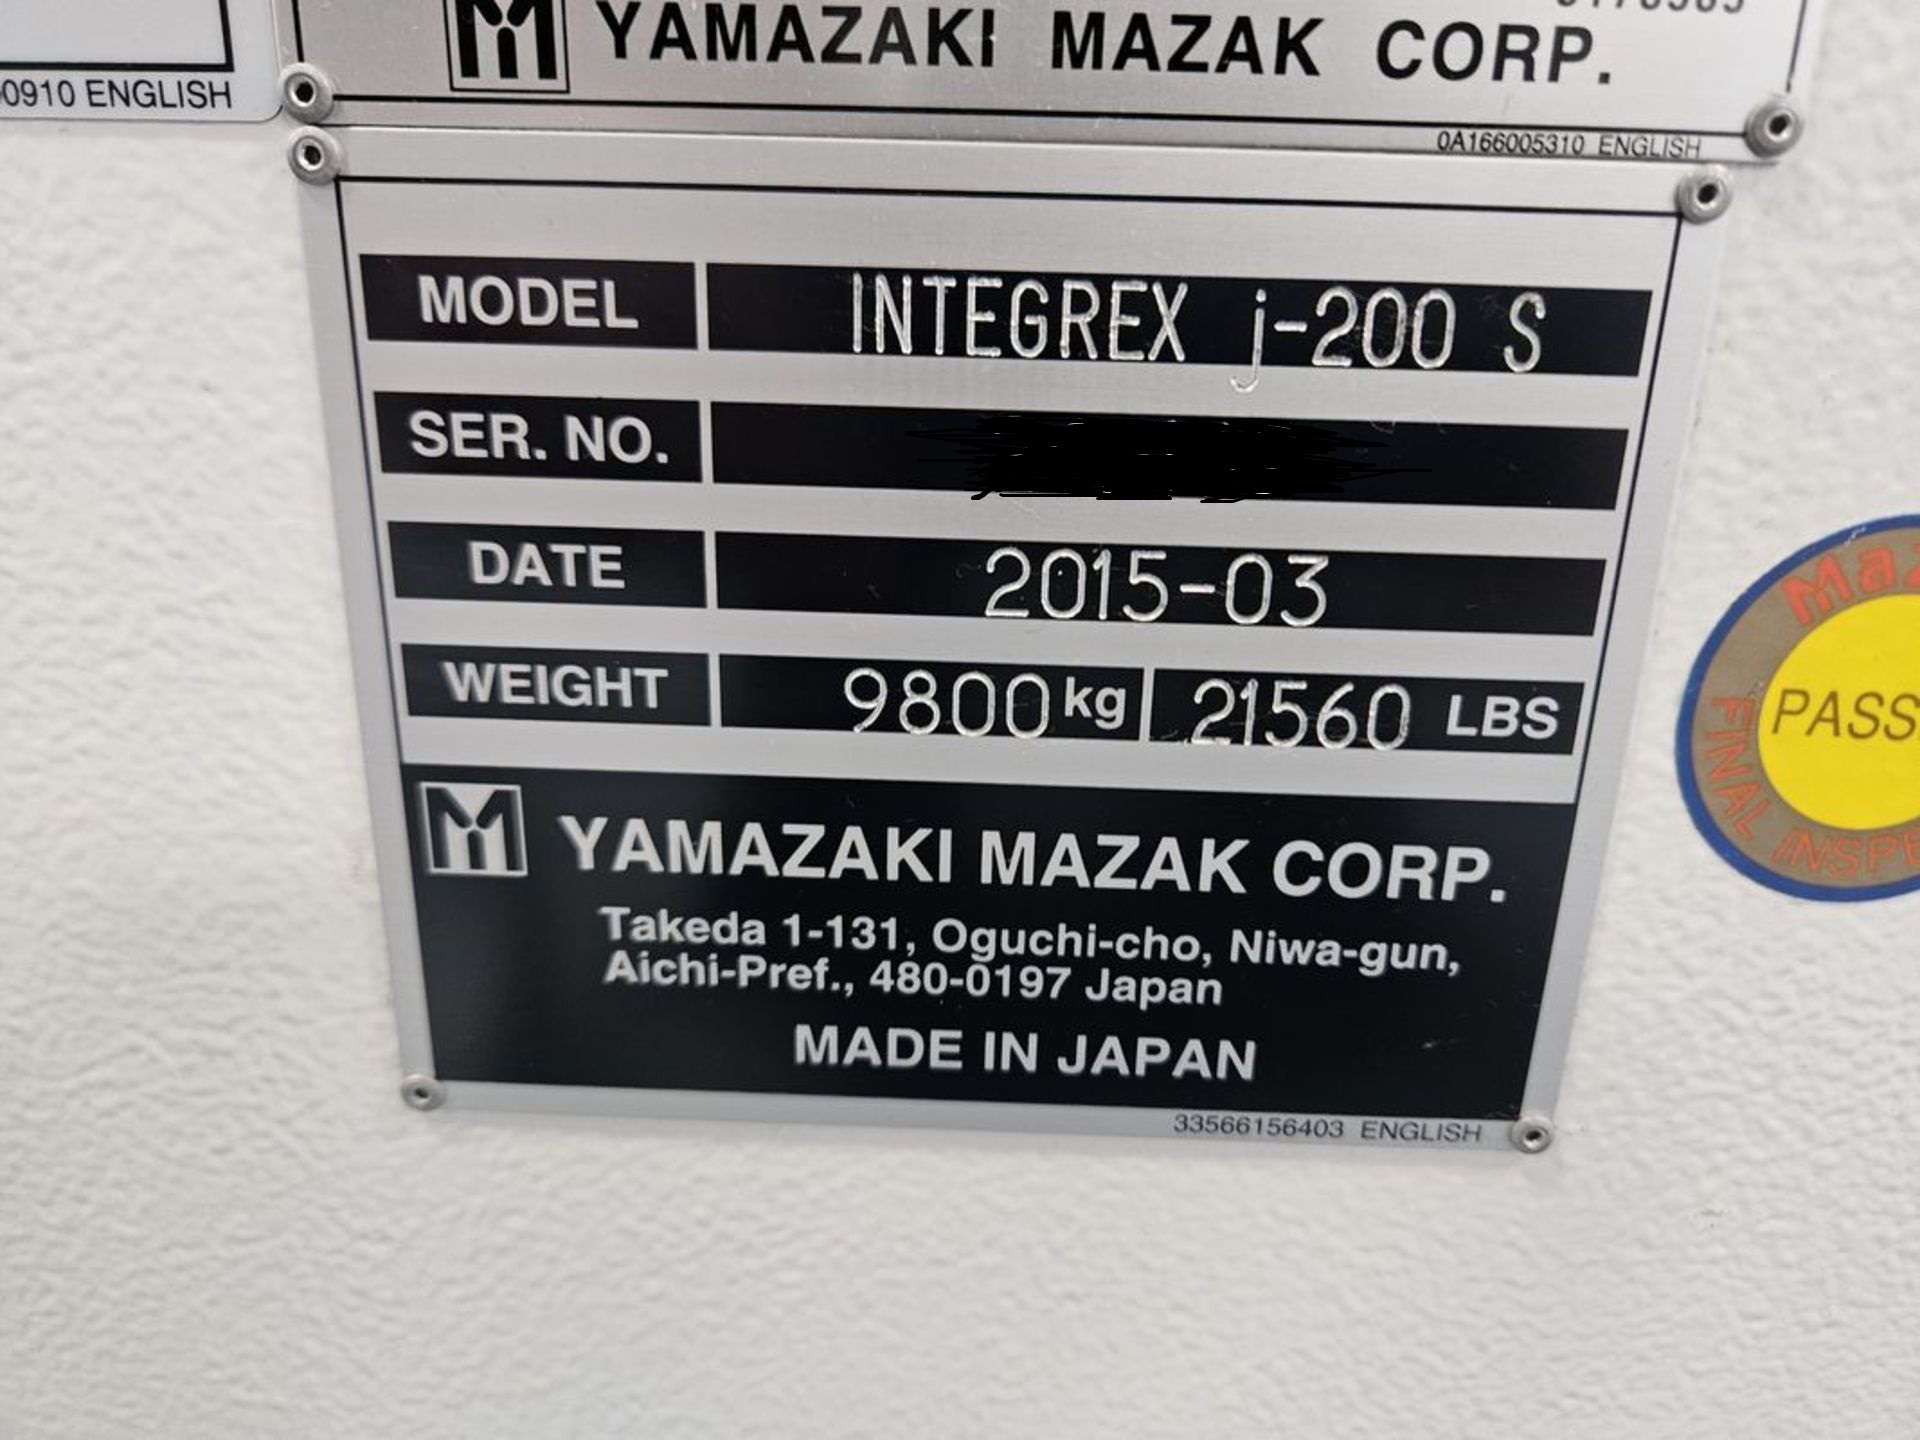 YAMAZAKI MAZAK CORP.
0910 ENGLISH
0A166005310 ENGLISH
MODEL INTEGREX j-200 S
SER. NO.
DATE 2015-03
WEIGHT 9800 kg 21560 LBS
YAMAZAKI MAZAK CORP.
Takeda 1-131, Oguchi-cho, Niwa-gun,
Aichi-Pref., 480-0197 Japan
MADE IN JAPAN
33566156403 ENGLISH
PASS
FINAL